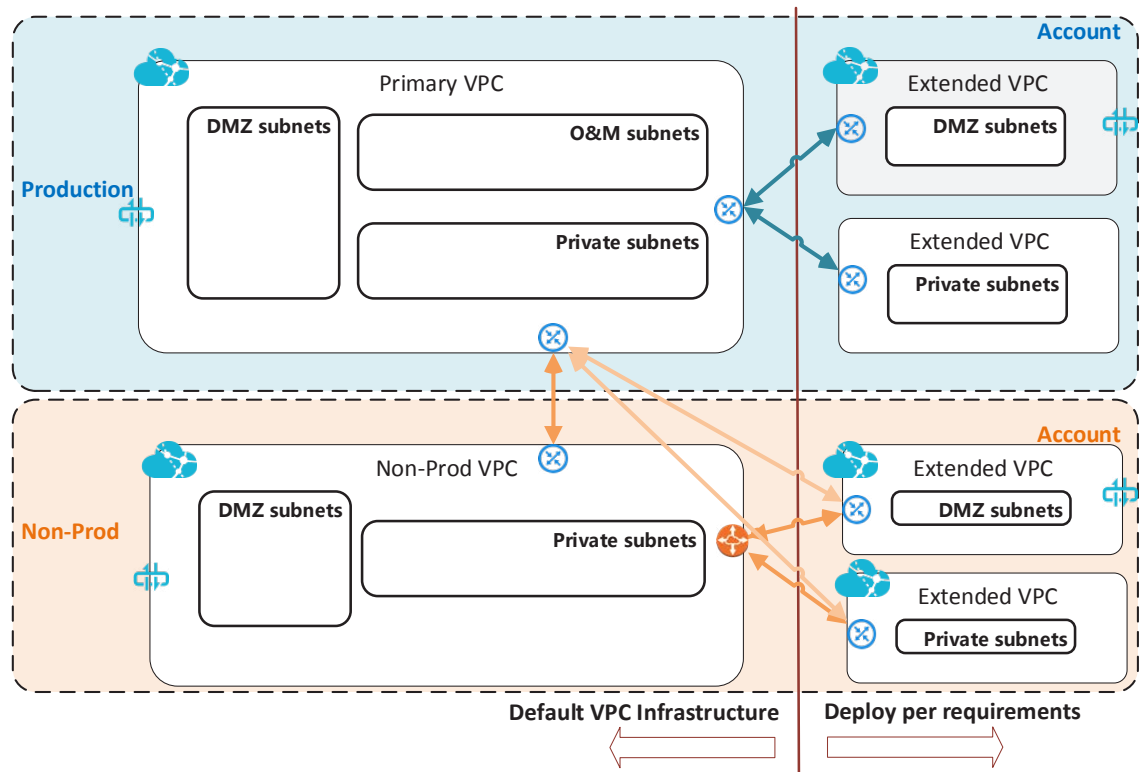 Account
Primary VPC
Extended VPC
DMZ subnets
O&M subnets
DMZ subnets
Production
Private subnets
Extended VPC
Private subnets
Account
Non-Prod VPC
Extended VPC
DMZ subnets
DMZ subnets
Non-Prod
Private subnets
Extended VPC
Private subnets
Default VPC Infrastructure
Deploy per requirements